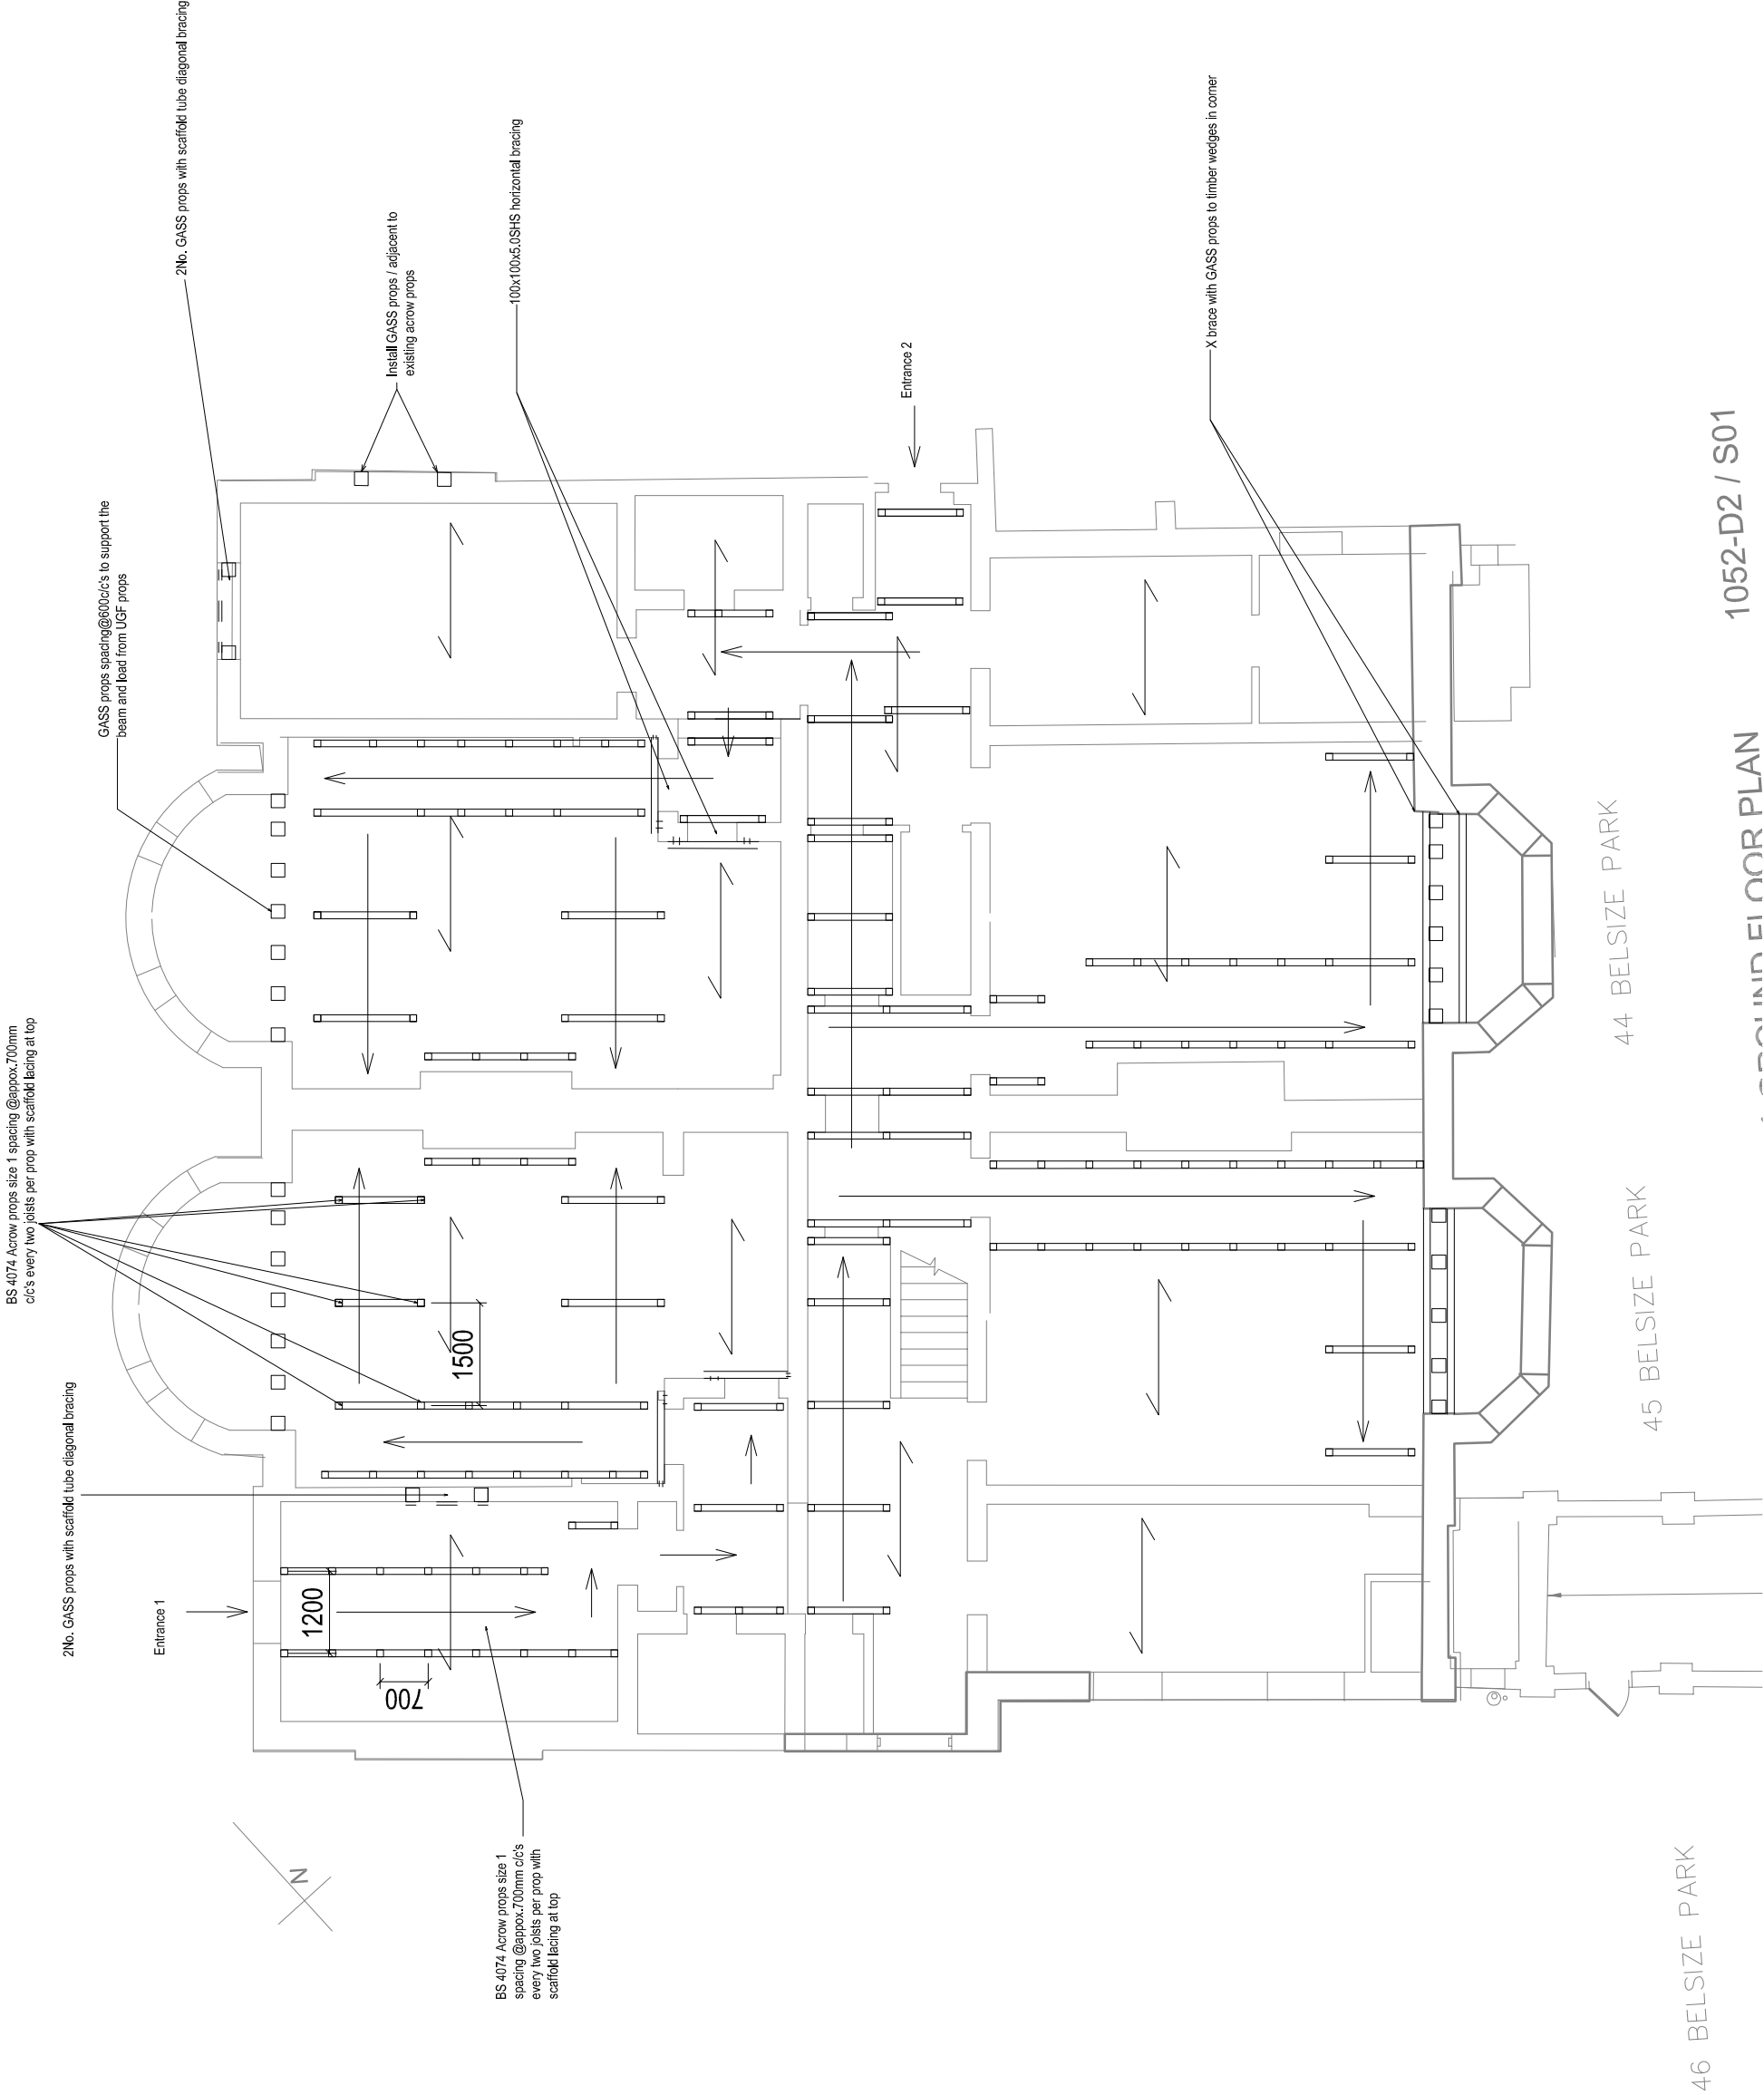 2No. GASS props with scaffold tube diagonal bracing
Install GASS props / adjacent to
existing acrow props
100x100x5.0SHS horizontal bracing
X brace with GASS props to timber wedges in corner
GASS props spacing@600c/c's to support the
beam and load from UGF props
Entrance 2
BS 4074 Acrow props size 1 spacing @appox.700mm
c/c's every two joists per prop with scaffold lacing at top
2No. GASS props with scaffold tube diagonal bracing
Entrance 1
1500
1200
700
BS 4074 Acrow props size 1
spacing @appox.700mm c/c's
every two joists per prop with
scaffold lacing at top
N
44 BELSIZE PARK
45 BELSIZE PARK
46 BELSIZE PARK
GROUND FLOOR PLAN
1052-D2 / S01